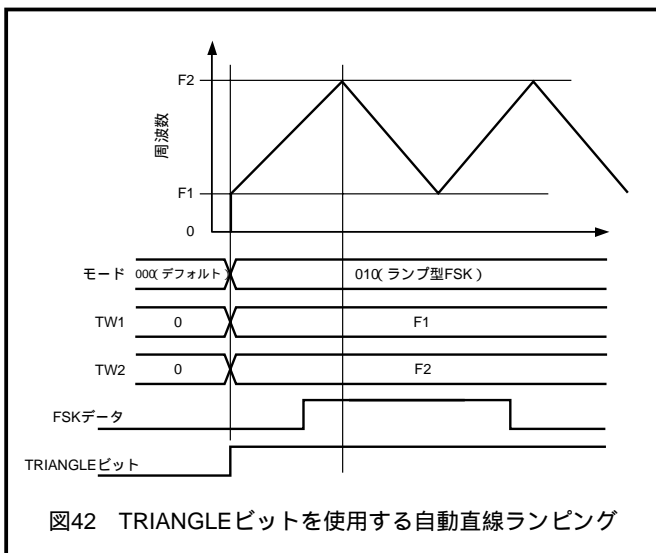 F2
周波数
F1
0
モード 000(デフォルト) 010(ランプ型FSK)
TW1 0 F1
TW2 0 F2
FSKデータ
TRIANGLEビット
図42 TRIANGLEビットを使用する自動直線ランピング